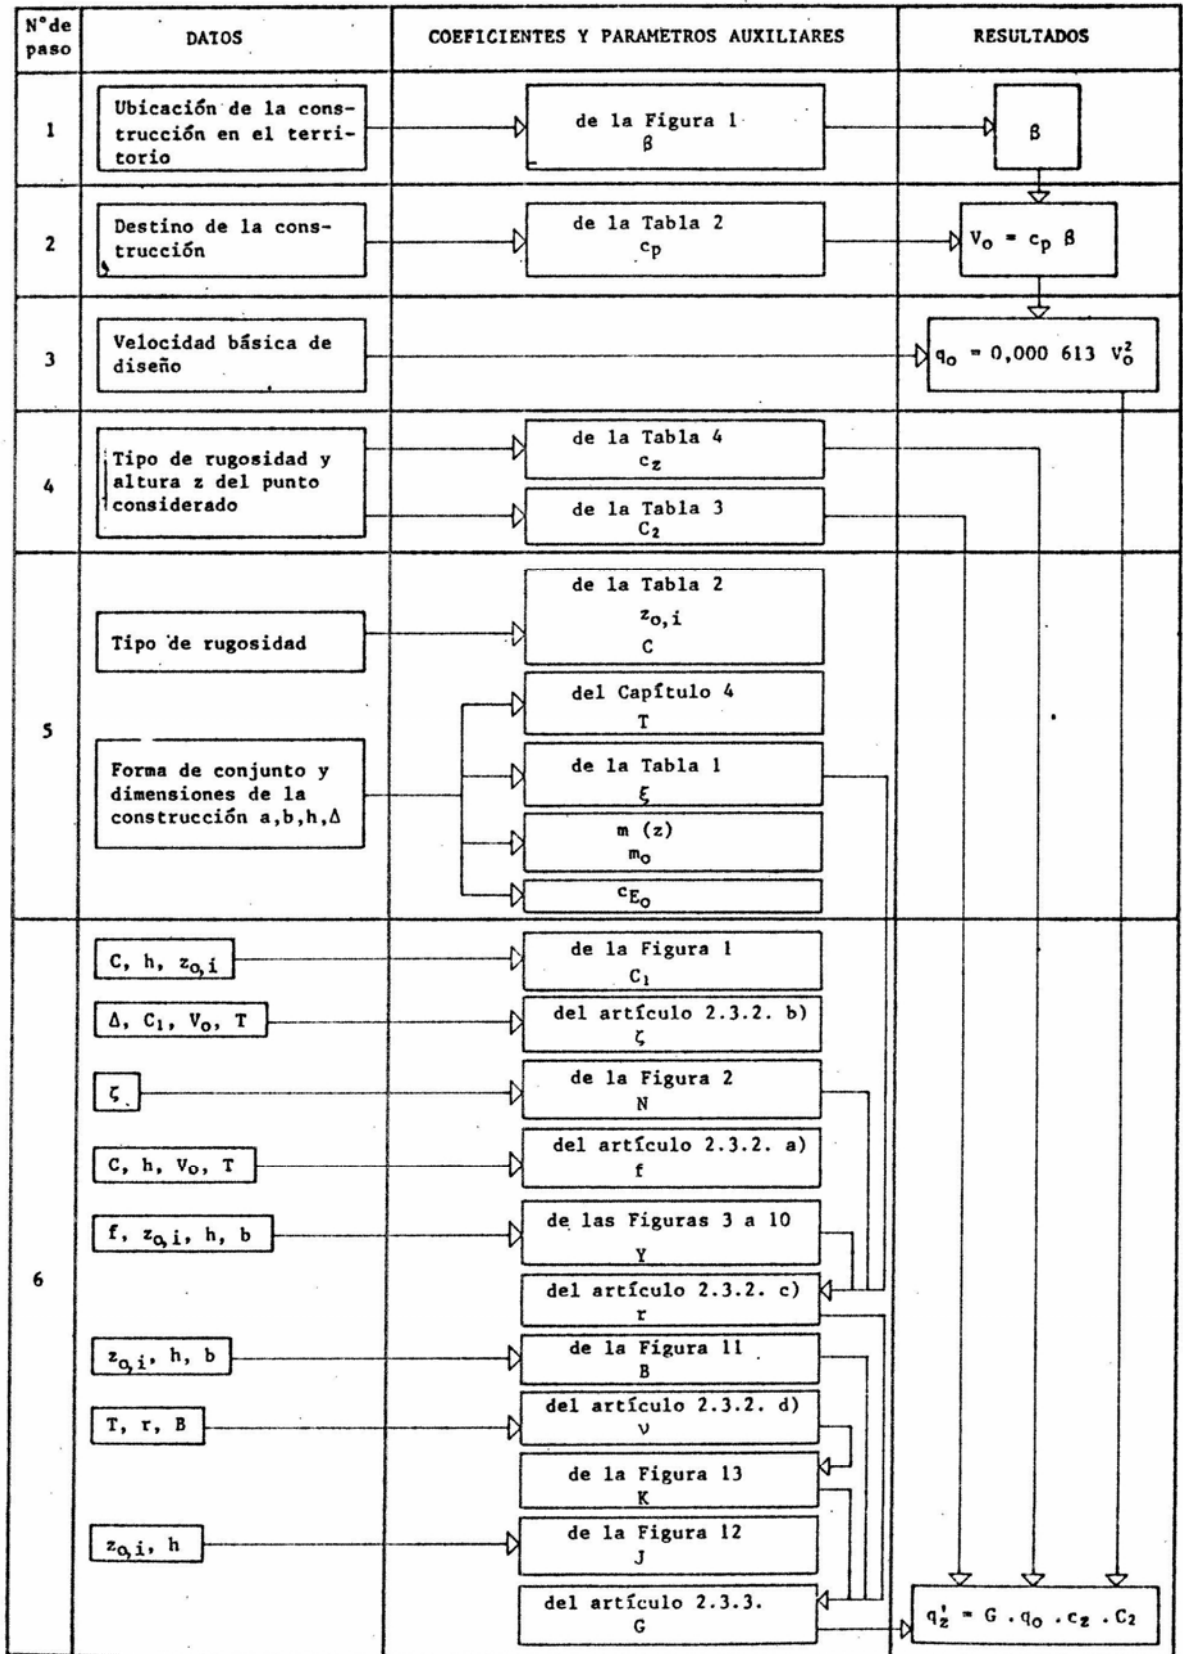 N° de
paso
DATOS
COEFICIENTES Y PARAMETROS AUXILIARES
RESULTADOS
1
Ubicación de la cons-
trucción en el terri-
torio
de la Figura 1
β
β
2
Destino de la cons-
trucción
de la Tabla 2
cp
Vo = cp β
3
Velocidad básica de
diseño
qo = 0,000 613 Vo²
4
Tipo de rugosidad y
altura z del punto
considerado
de la Tabla 4
cz
de la Tabla 3
C2
5
Tipo de rugosidad
de la Tabla 2
zo,i
C
Forma de conjunto y
dimensiones de la
construcción a,b,h,Δ
del Capítulo 4
T
de la Tabla 1
ξ
m (z)
mo
cEo
6
C, h, zo,i
de la Figura 1
C1
Δ, C1, Vo, T
del artículo 2.3.2. b)
ζ
ζ
de la Figura 2
N
C, h, Vo, T
del artículo 2.3.2. a)
f
f, zo,i, h, b
de las Figuras 3 a 10
Y
del artículo 2.3.2. c)
r
zo,i, h, b
de la Figura 11
B
T, r, B
del artículo 2.3.2. d)
ν
de la Figura 13
K
zo,i, h
de la Figura 12
J
del artículo 2.3.3.
G
q'z = G . qo . cz . C2